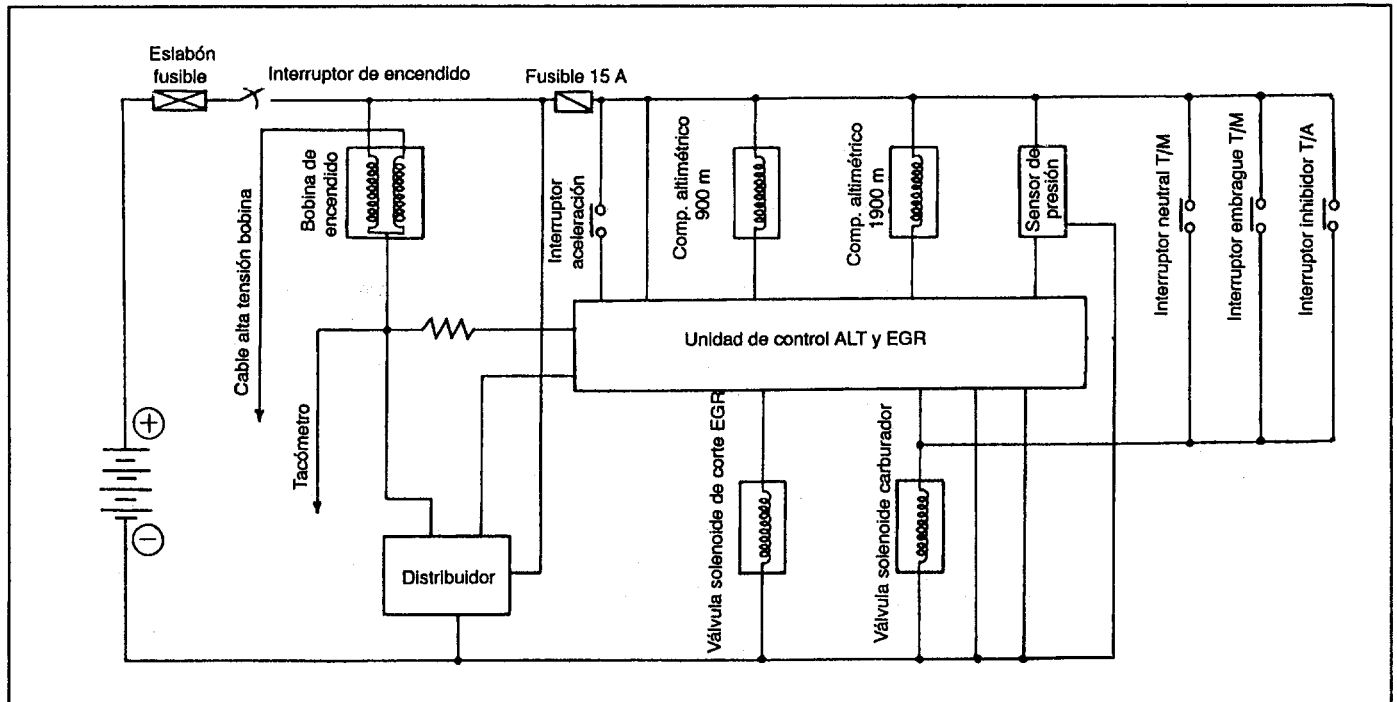 Eslabón
fusible
Interruptor de encendido
Fusible 15 A
Cable alta tensión bobina
Bobina de
encendido
Interruptor
aceleración
Comp. altimétrico
900 m
Comp. altimétrico
1900 m
Sensor de
presión
Interruptor neutral T/M
Interruptor embrague T/M
Interruptor inhibidor T/A
Unidad de control ALT y EGR
Tacómetro
+
−
Distribuidor
Válvula solenoide de corte EGR
Válvula solenoide carburador